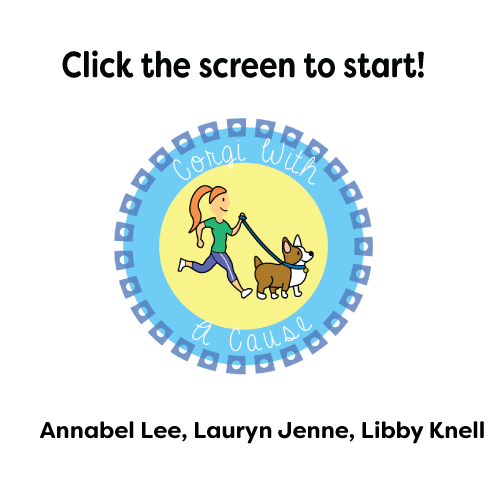 Click the screen to start!
Corgi With
A Cause
Annabel Lee, Lauryn Jenne, Libby Knell